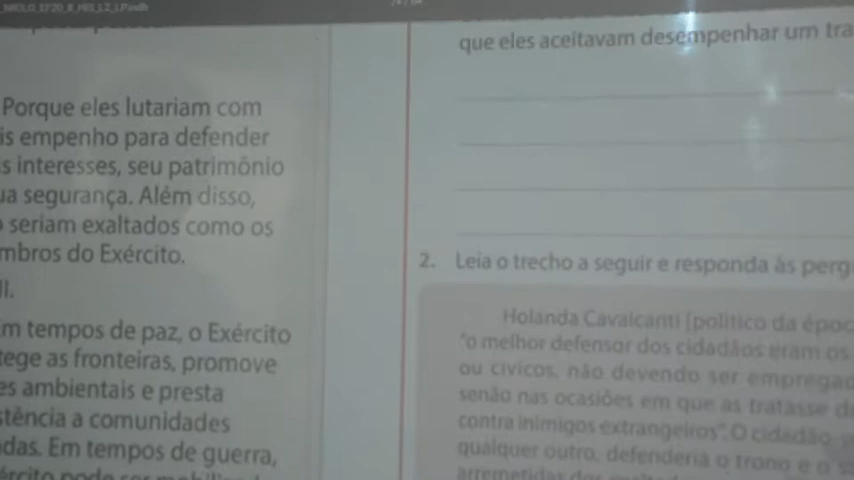 Porque eles lutariam com
is empenho para defender
s interesses, seu patrimônio
ua segurança. Além disso,
o seriam exaltados como os
mbros do Exército.
m tempos de paz, o Exército
tege as fronteiras, promove
es ambientais e presta
stência a comunidades
das. Em tempos de guerra,
que eles aceitavam desempenhar um tra
2. Leia o trecho a seguir e responda às perg
Holanda Cavalcanti [político da époc
"o melhor defensor dos cidadãos eram os
ou cívicos, não devendo ser empregad
senão nas ocasiões em que as tratasse d
contra inimigos extrangeiros". O cidadão
qualquer outro, defenderia o trono e o s